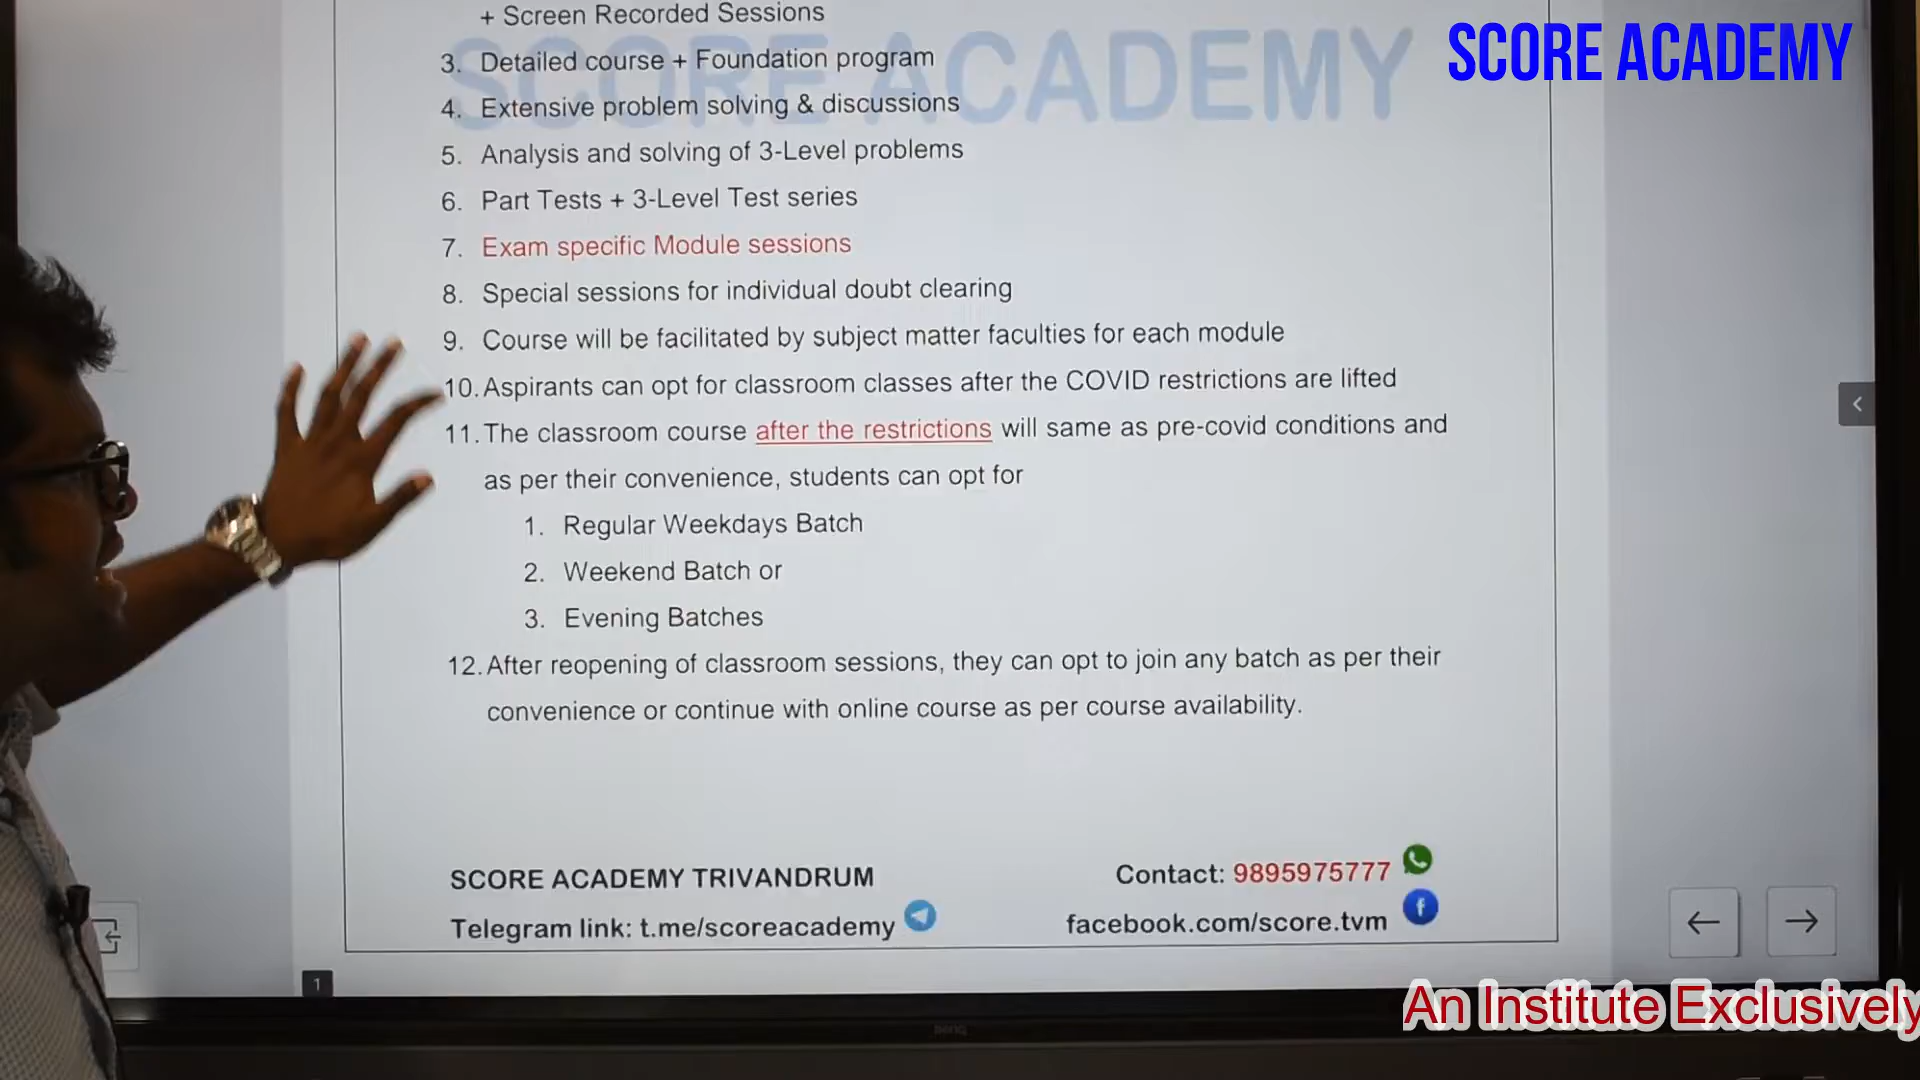 + Screen Recorded Sessions
SCORE ACADEMY
SCORE ACADEMY
3. Detailed course + Foundation program
4. Extensive problem solving & discussions
5. Analysis and solving of 3-Level problems
6. Part Tests + 3-Level Test series
7. Exam specific Module sessions
8. Special sessions for individual doubt clearing
9. Course will be facilitated by subject matter faculties for each module
10. Aspirants can opt for classroom classes after the COVID restrictions are lifted
11. The classroom course after the restrictions will same as pre-covid conditions and
as per their convenience, students can opt for
1. Regular Weekdays Batch
2. Weekend Batch or
3. Evening Batches
12. After reopening of classroom sessions, they can opt to join any batch as per their
convenience or continue with online course as per course availability.
SCORE ACADEMY TRIVANDRUM
Contact: 9895975777
Telegram link: t.me/scoreacademy
facebook.com/score.tvm
1
BenQ
An Institute Exclusively